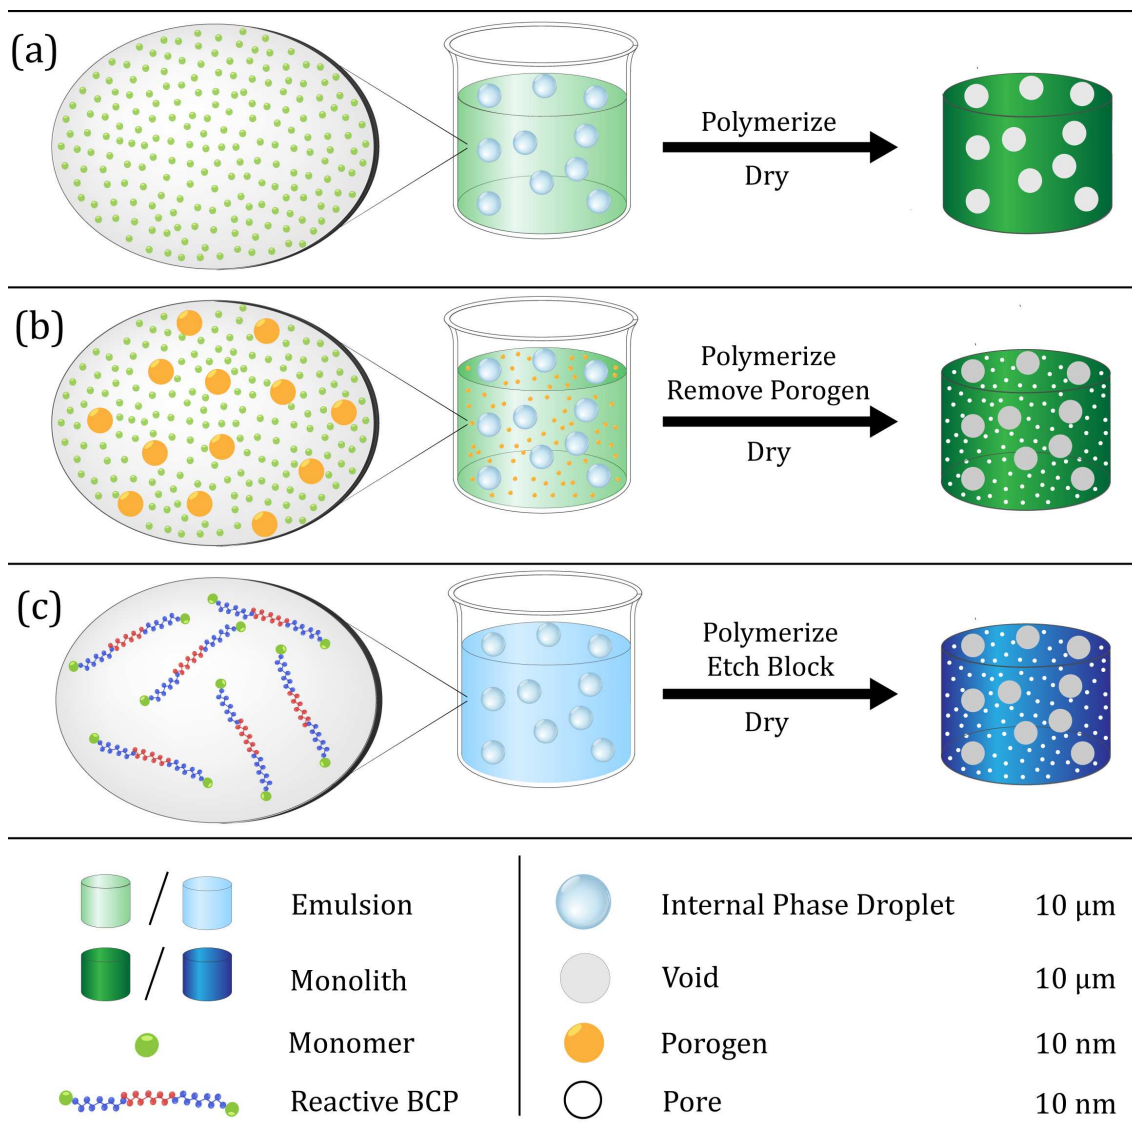 (a)
Polymerize
Dry
(b)
Polymerize
Remove Porogen
Dry
(c)
Polymerize
Etch Block
Dry
Emulsion
Internal Phase Droplet 10 μm
Monolith
Void 10 μm
Monomer
Porogen 10 nm
Reactive BCP
Pore 10 nm